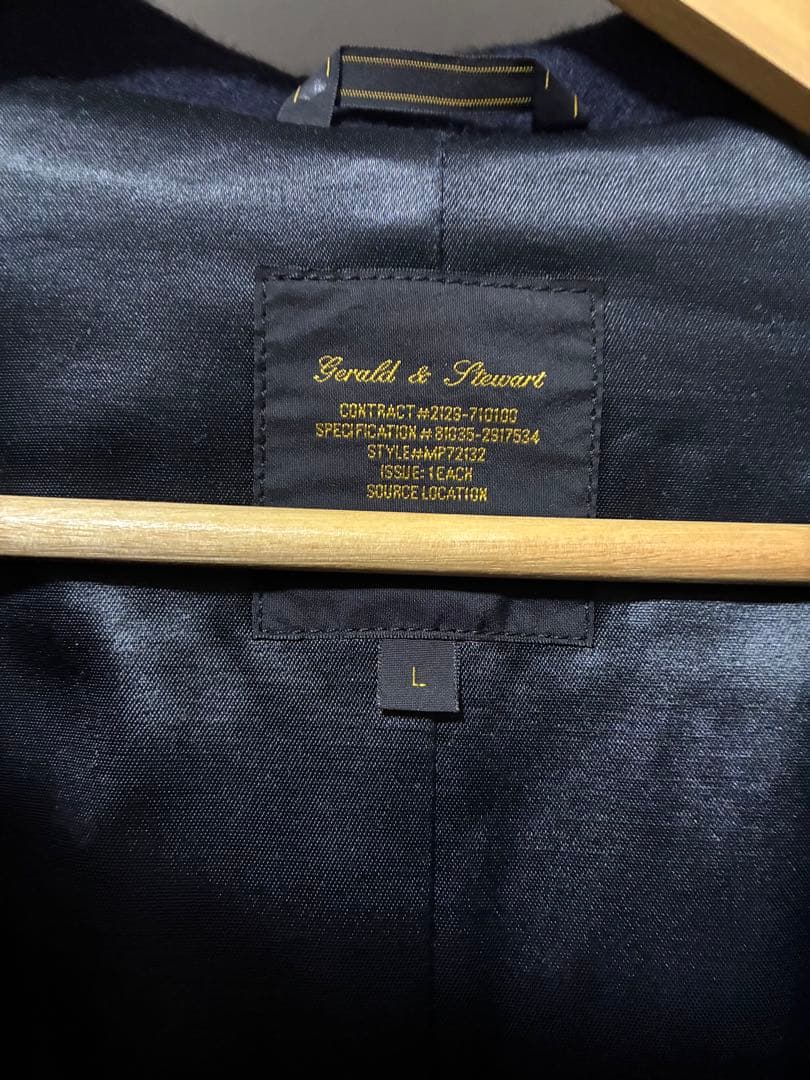 Gerald & Stewart
CONTRACT#2129-710100
SPECIFICATION#81035-2917534
STYLE#MP72132
ISSUE:1EACH
SOURCE LOCATION
L